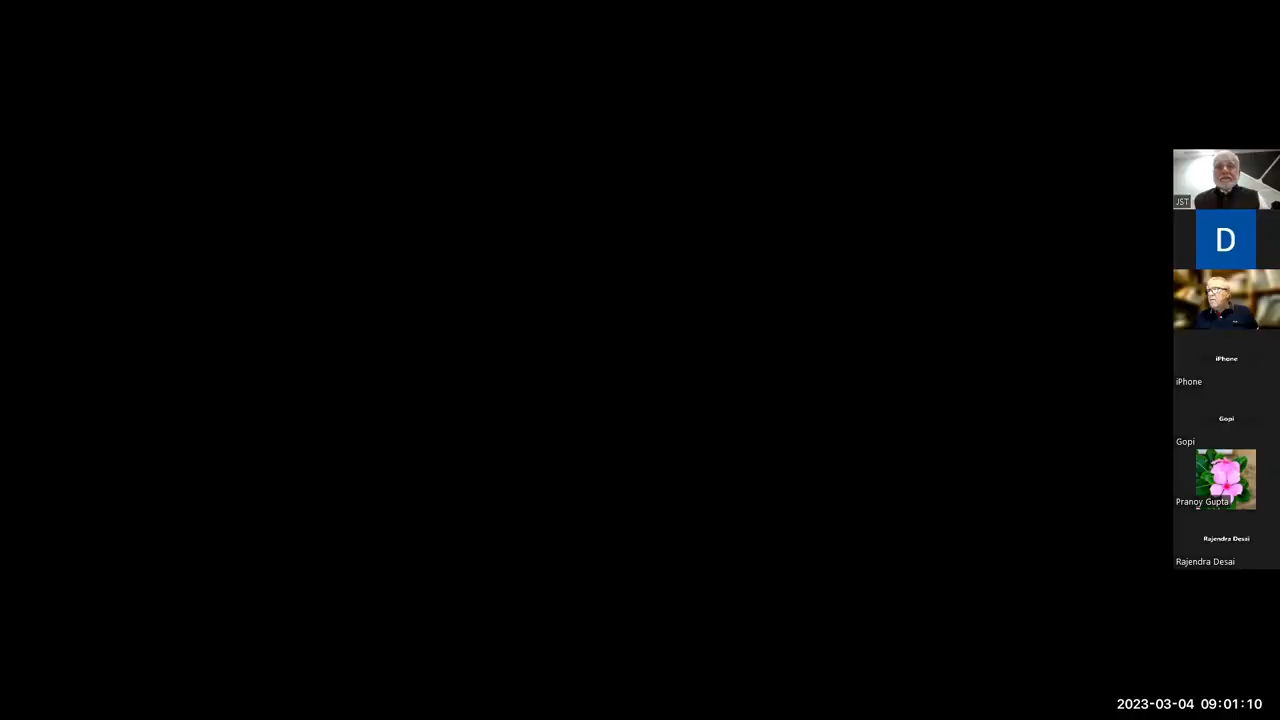 JST
D
iPhone
iPhone
Gopi
Gopi
Pranoy Gupta
Rajendra Desai
Rajendra Desai
2023-03-04 09:01:10